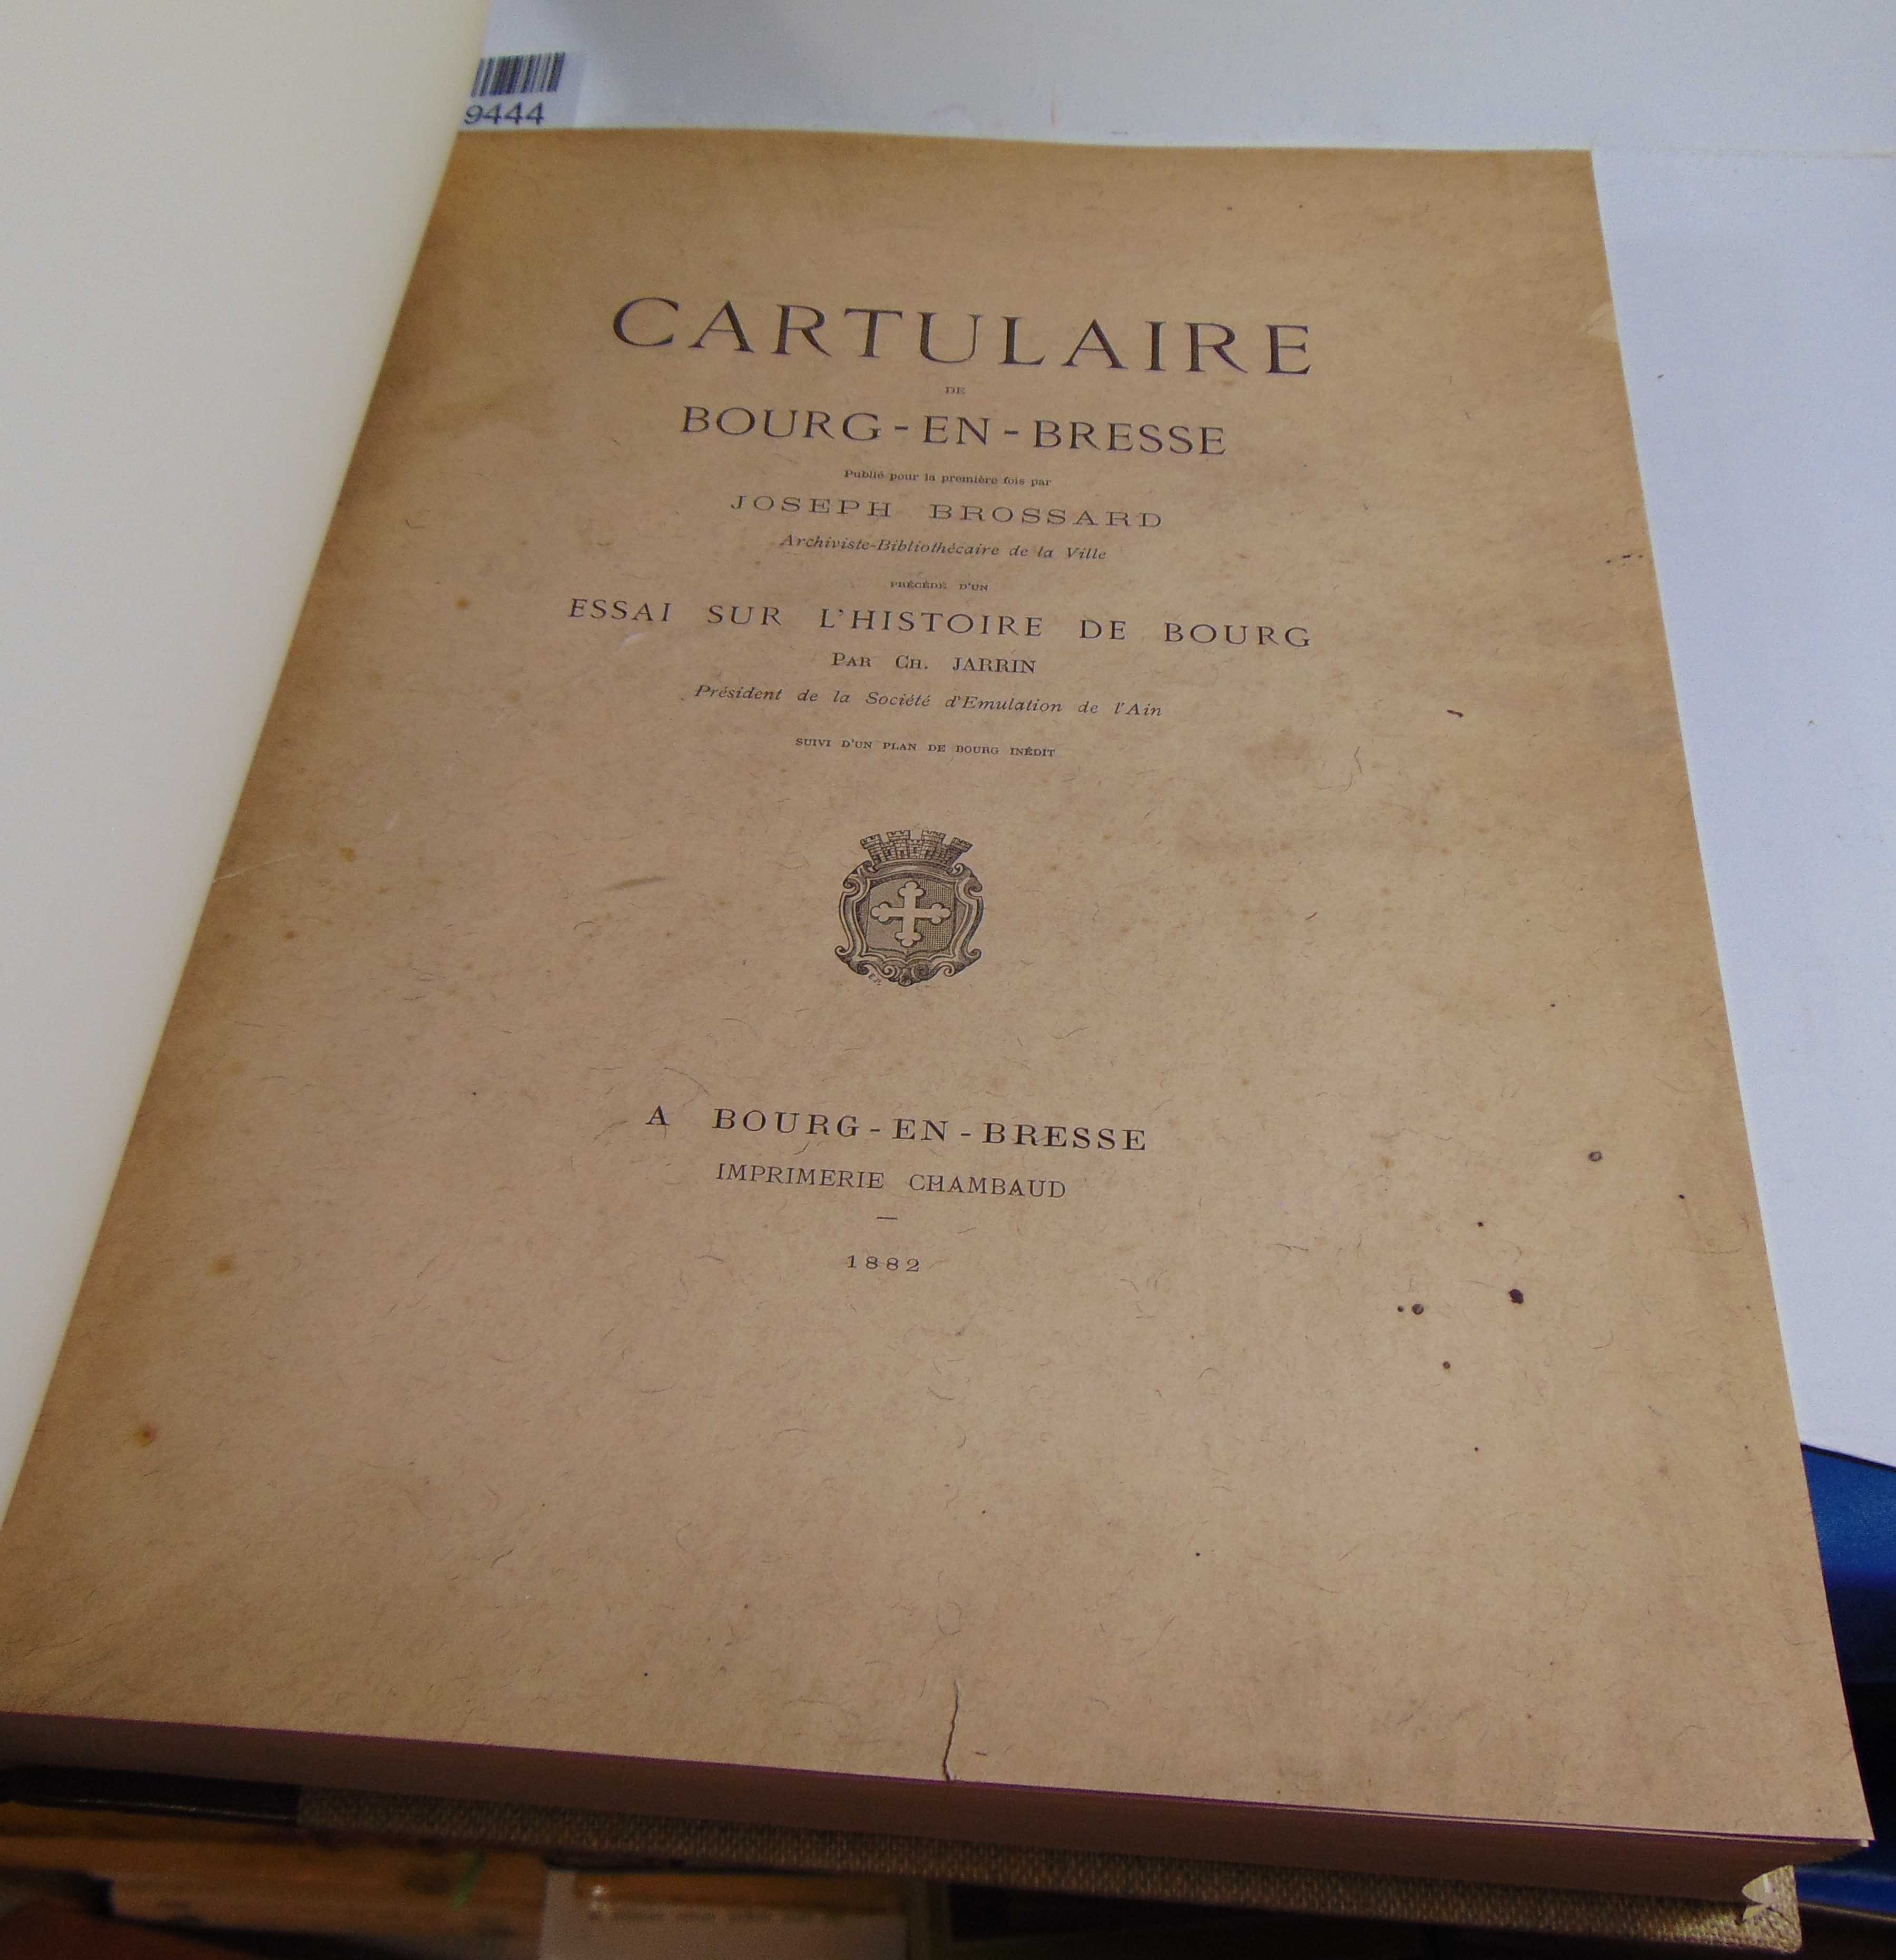 9444
CARTULAIRE
DE
BOURG-EN-BRESSE
Publié pour la première fois par
JOSEPH BROSSARD
Archiviste-Bibliothécaire de la Ville
PRÉCÉDÉ D'UN
ESSAI SUR L'HISTOIRE DE BOURG
PAR CH. JARRIN
Président de la Société d'Emulation de l'Ain
SUIVI D'UN PLAN DE BOURG INÉDIT
A BOURG-EN-BRESSE
IMPRIMERIE CHAMBAUD
1882